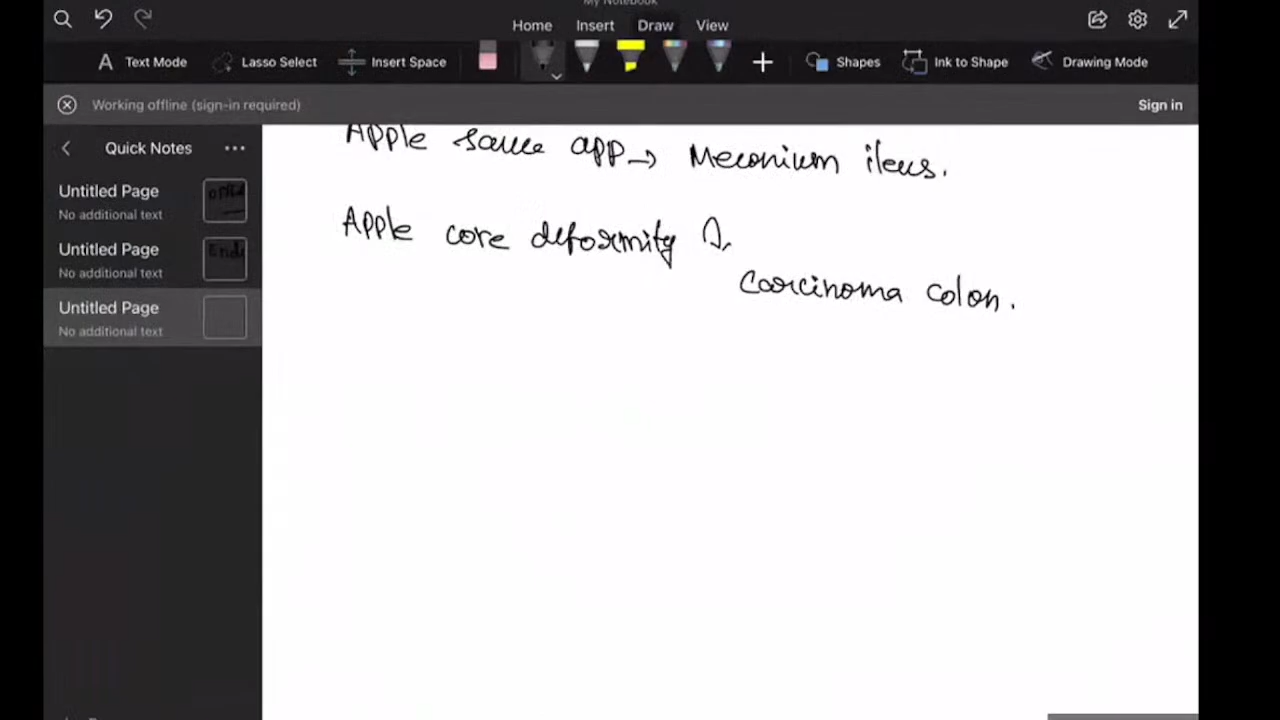 My Notebook
Home Insert Draw View
Text Mode Lasso Select Insert Space Shapes Ink to Shape Drawing Mode
Working offline (sign-in required) Sign in
Quick Notes
Untitled Page
No additional text
Untitled Page
No additional text
Untitled Page
No additional text
Apple sauce app → Meconium ileus.
Apple core deformity
Carcinoma colon.